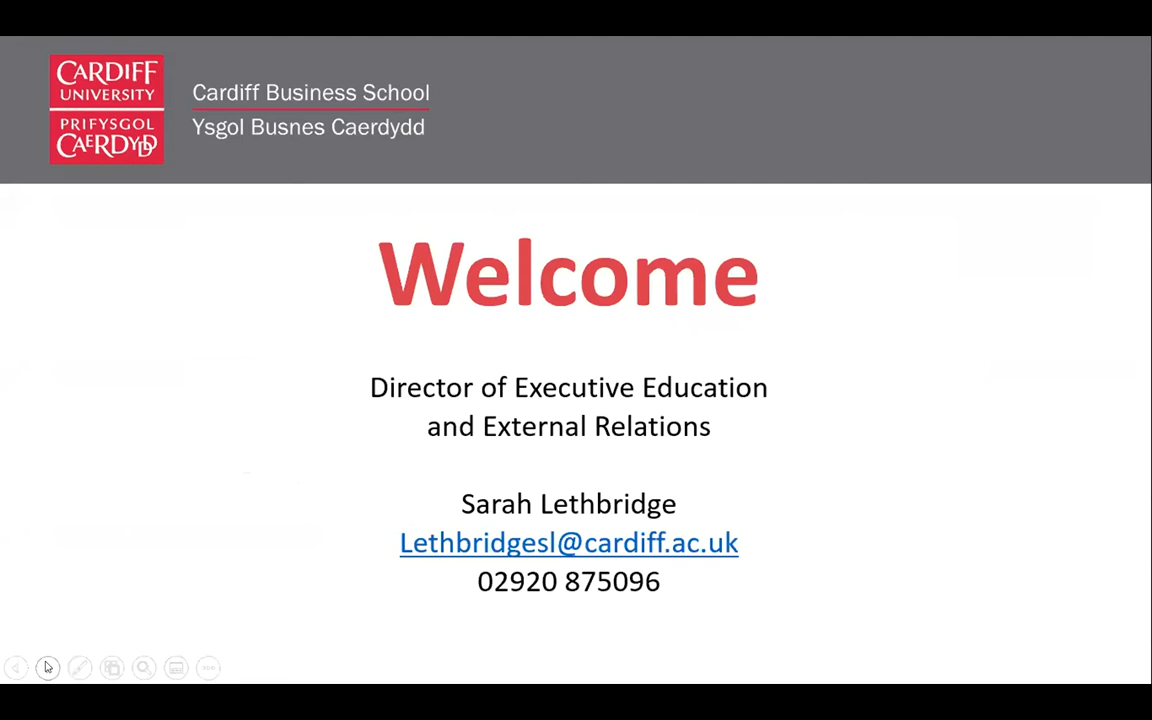 CARDIFF
UNIVERSITY
PRIFYSGOL
CAERDYDD
Cardiff Business School
Ysgol Busnes Caerdydd
Welcome
Director of Executive Education
and External Relations
Sarah Lethbridge
Lethbridgesl@cardiff.ac.uk
02920 875096